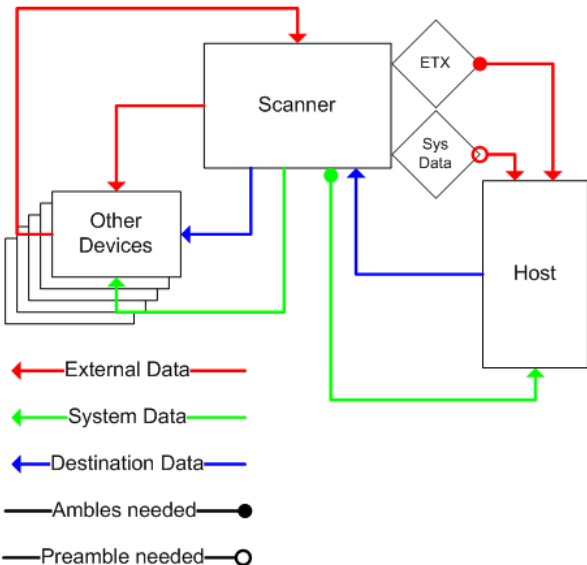 ETX
Scanner
Sys
Data
Other
Devices
Host
External Data
System Data
Destination Data
Ambles needed
Preamble needed